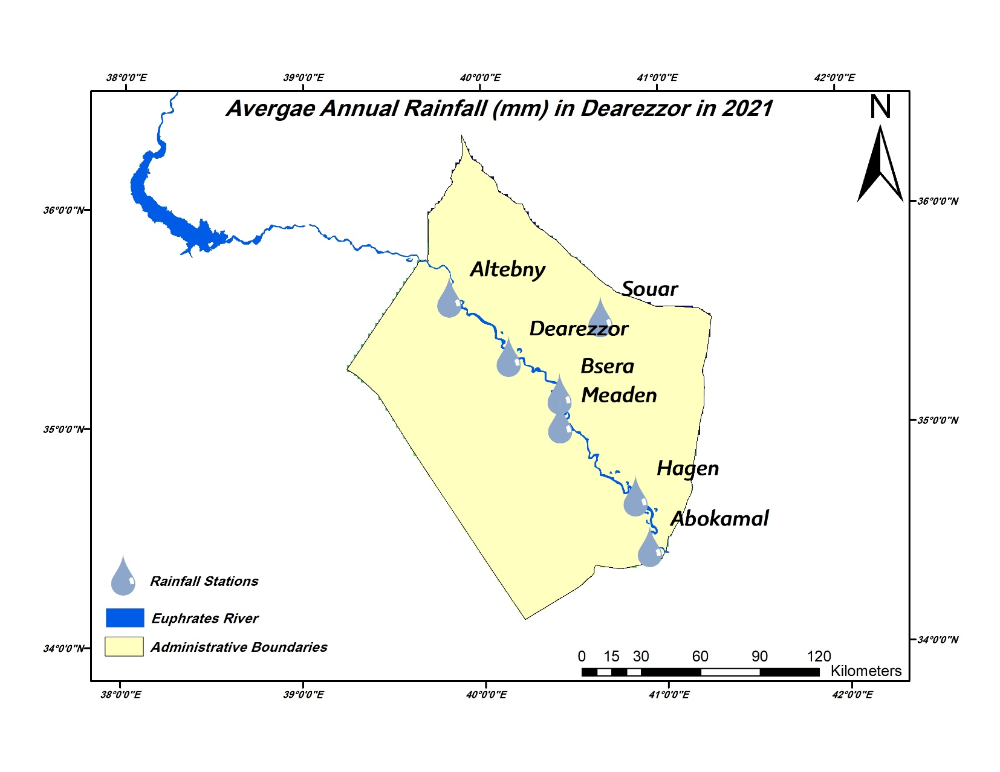 38°0'0"E 39°0'0"E 40°0'0"E 41°0'0"E 42°0'0"E
Avergae Annual Rainfall (mm) in Dearezzor in 2021
N
36°0'0"N 36°0'0"N
Altebny
Souar
Dearezzor
Bsera
Meaden
35°0'0"N 35°0'0"N
Hagen
Abokamal
Rainfall Stations
Euphrates River
Administrative Boundaries
34°0'0"N 34°0'0"N
0 15 30 60 90 120
Kilometers
38°0'0"E 39°0'0"E 40°0'0"E 41°0'0"E 42°0'0"E